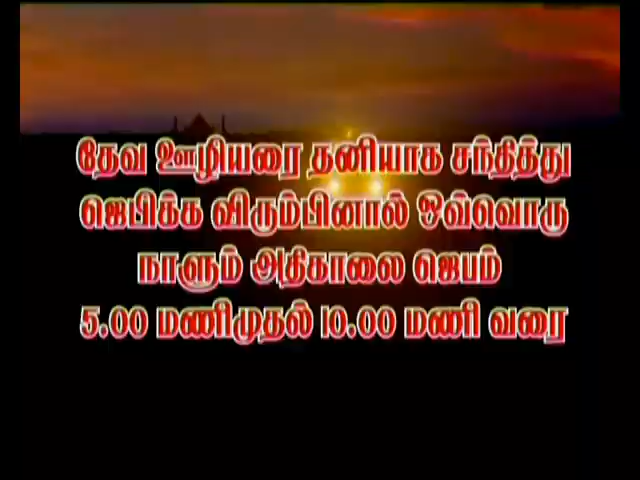 தேவ ஊழியரை தனியாக சந்தித்து
ஜெபிக்க விரும்பினால் ஒவ்வொரு
நாளும் அதிகாலை ஜெபம்
5.00 மணிமுதல் 10.00 மணி வரை